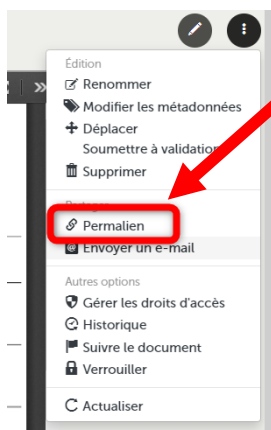 Édition
Renommer
Modifier les métadonnées
Déplacer
Soumettre à validation
Supprimer
Permalien
Envoyer un e-mail
Autres options
Gérer les droits d'accès
Historique
Suivre le document
Verrouiller
Actualiser